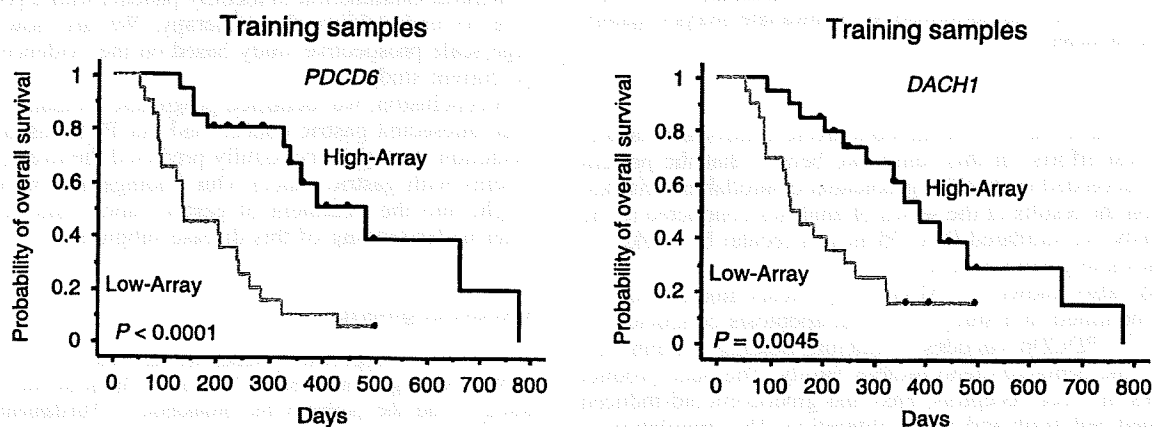 Training samples
PDCD6
Probability of overall survival
1
0.8
0.6
0.4
0.2
0
High-Array
Low-Array
P < 0.0001
0 100 200 300 400 500 600 700 800
Days
Training samples
DACH1
Probability of overall survival
1
0.8
0.6
0.4
0.2
0
High-Array
Low-Array
P = 0.0045
0 100 200 300 400 500 600 700 800
Days